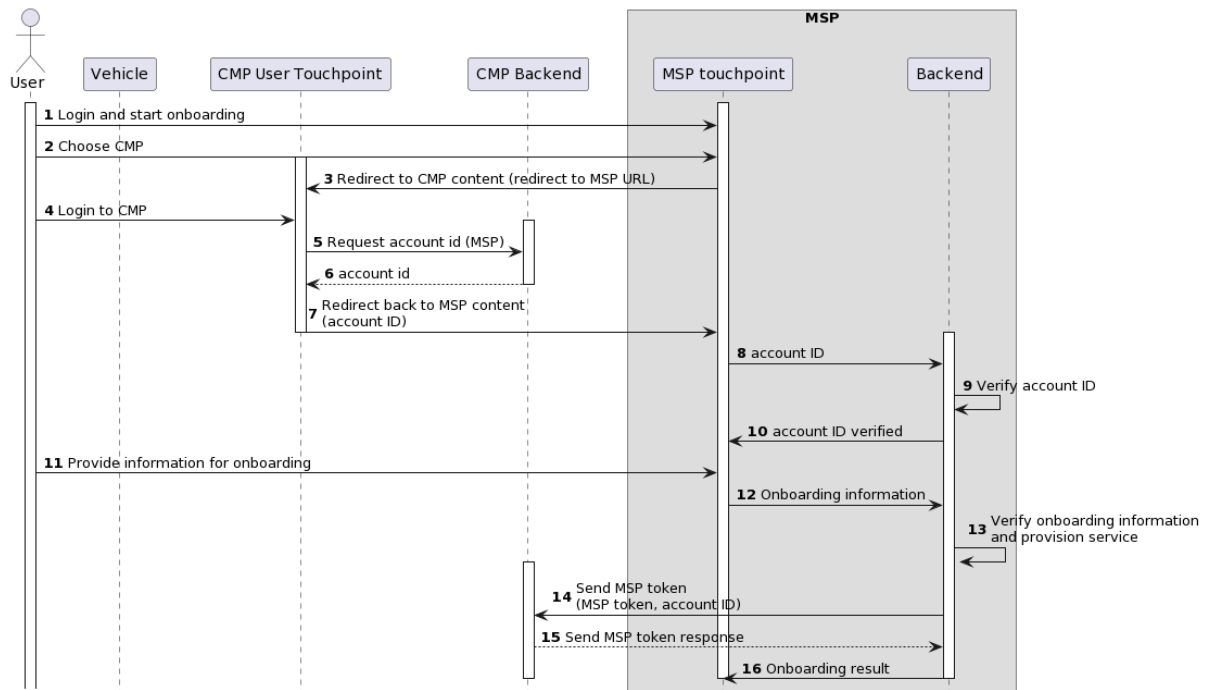 MSP
User
Vehicle
CMP User Touchpoint
CMP Backend
MSP touchpoint
Backend
1 Login and start onboarding
2 Choose CMP
3 Redirect to CMP content (redirect to MSP URL)
4 Login to CMP
5 Request account id (MSP)
6 account id
7 Redirect back to MSP content
(account ID)
8 account ID
9 Verify account ID
10 account ID verified
11 Provide information for onboarding
12 Onboarding information
13 Verify onboarding information
and provision service
14 Send MSP token
(MSP token, account ID)
15 Send MSP token response
16 Onboarding result